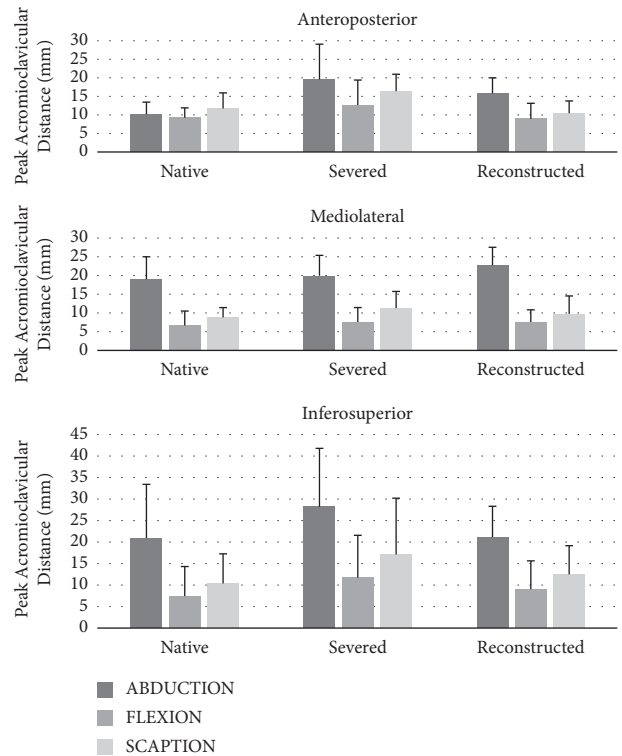 Anteroposterior
Peak Acromioclavicular
Distance (mm)
30
25
20
15
10
5
0
Native
Severed
Reconstructed
Mediolateral
Peak Acromioclavicular
Distance (mm)
30
25
20
15
10
5
0
Native
Severed
Reconstructed
Inferosuperior
Peak Acromioclavicular
Distance (mm)
45
40
35
30
25
20
15
10
5
0
Native
Severed
Reconstructed
ABDUCTION
FLEXION
SCAPTION